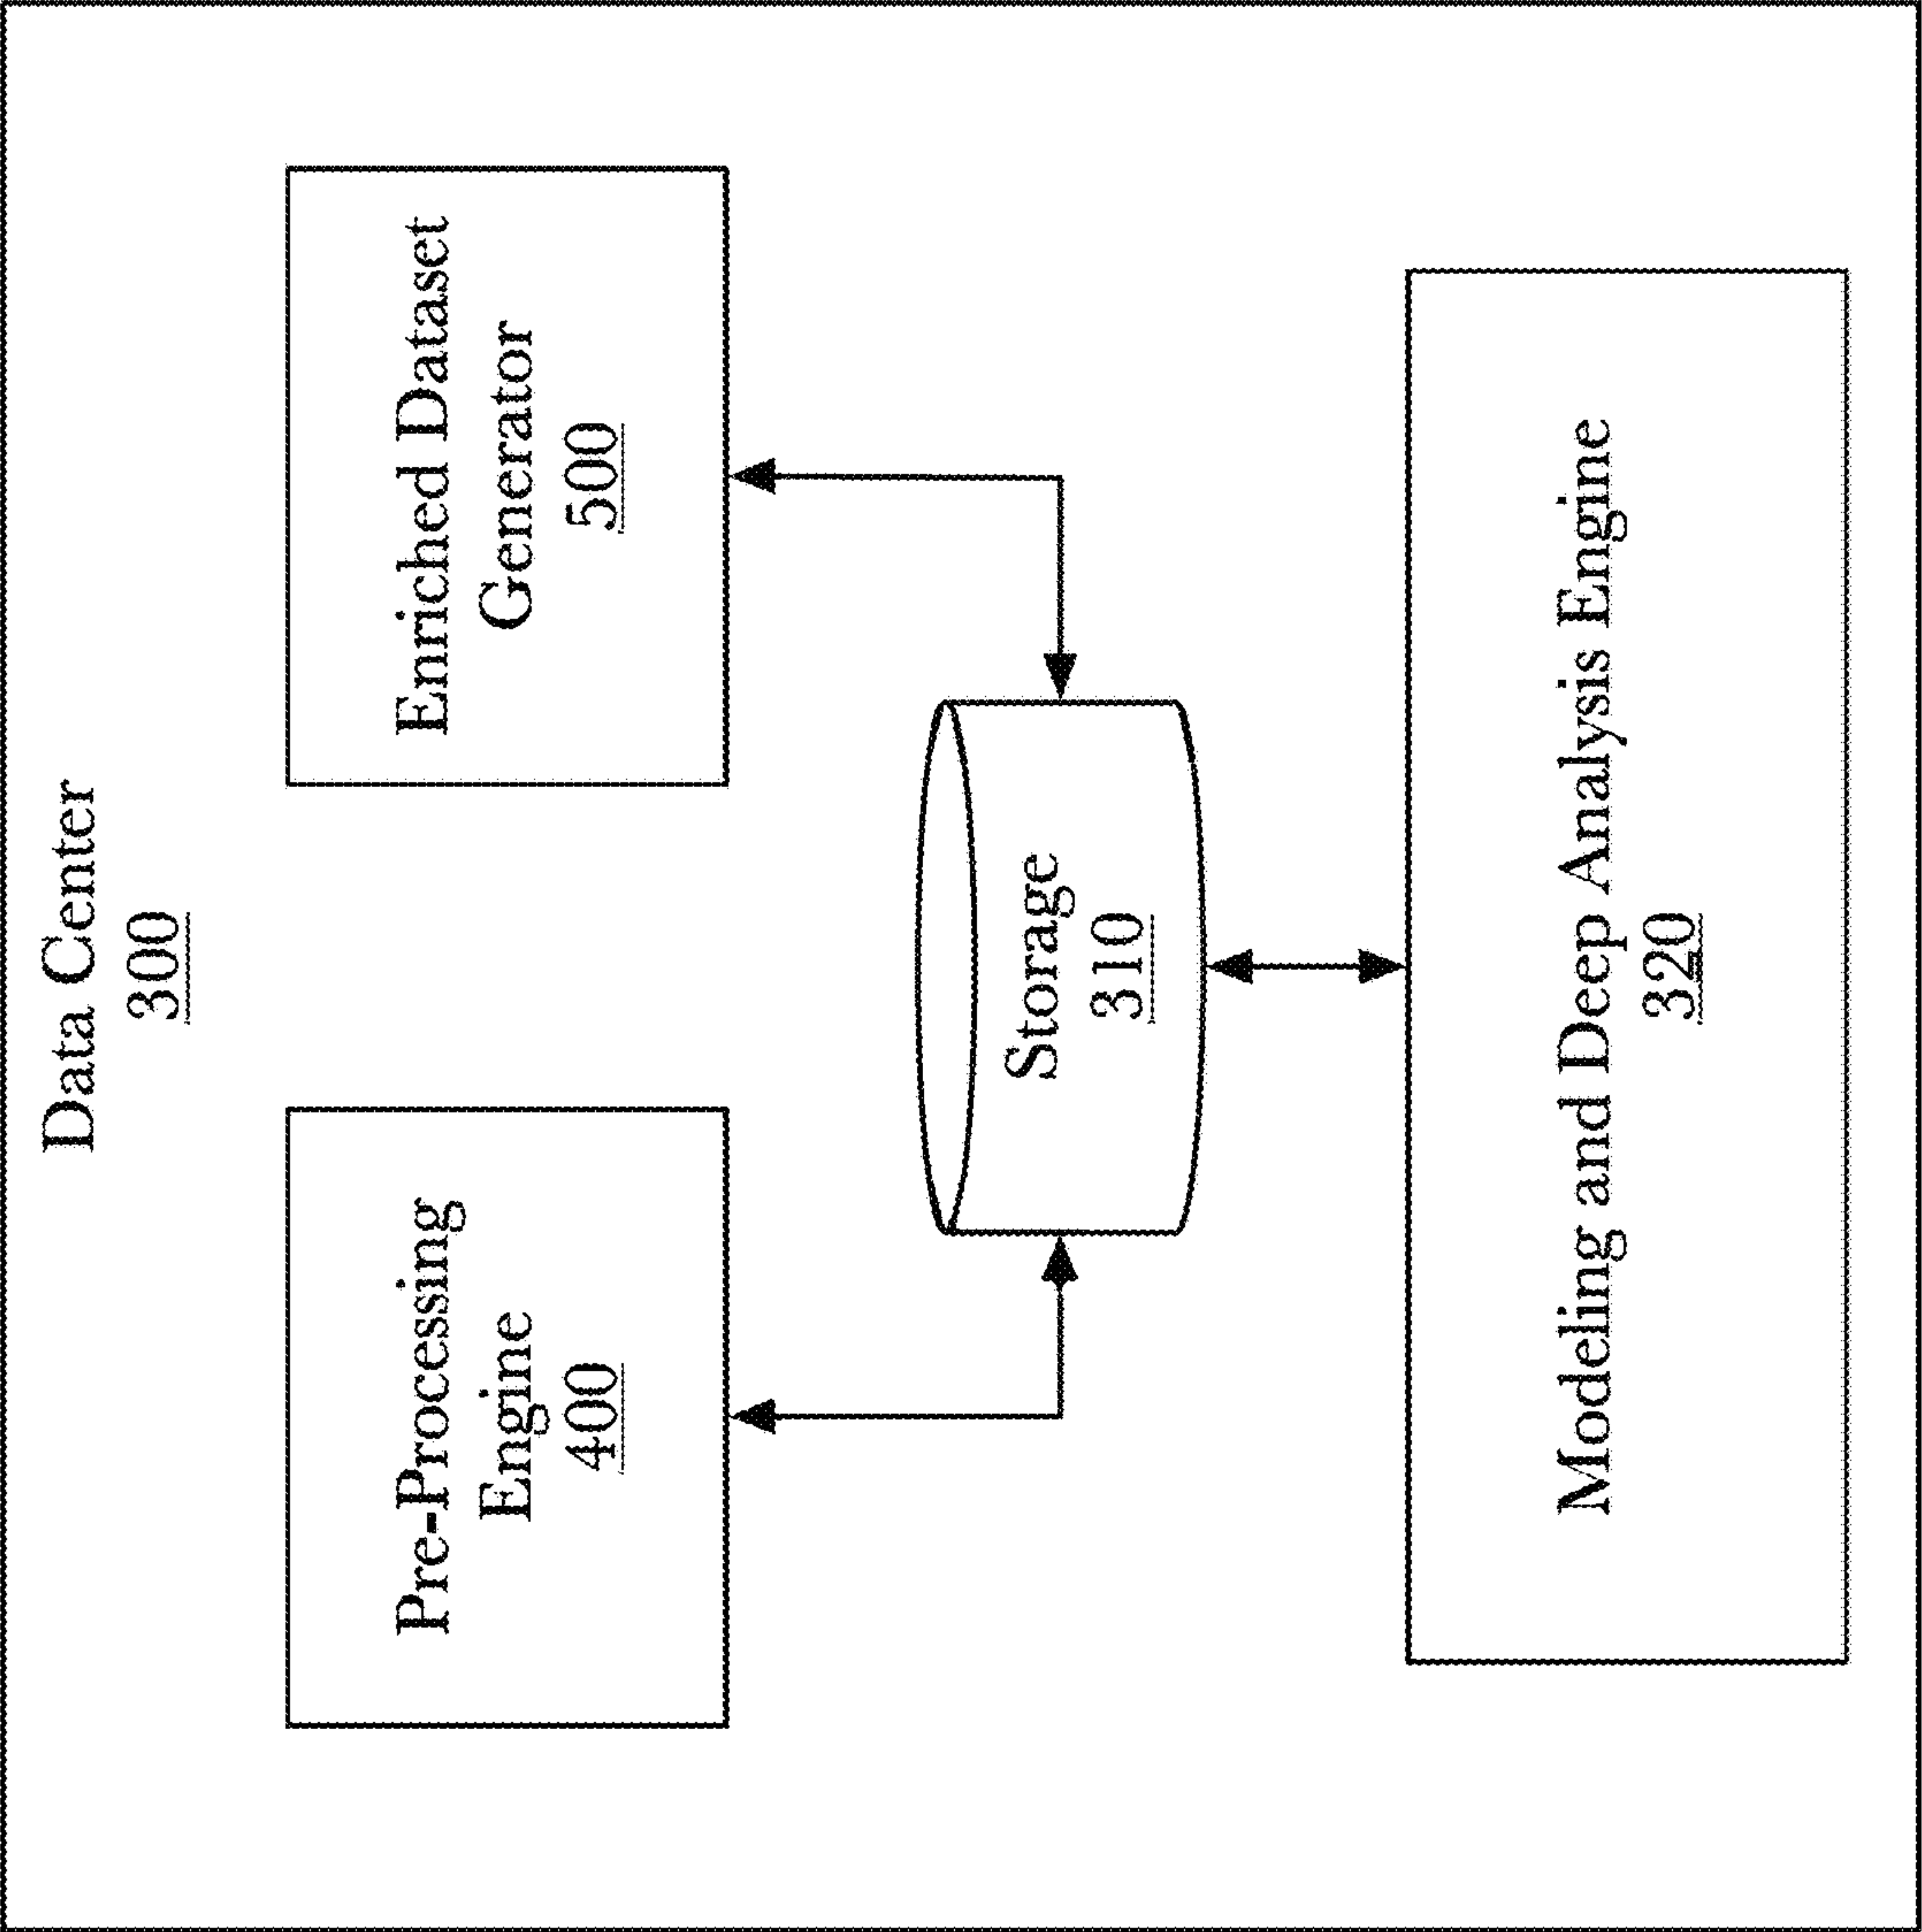 Data Center
300
Pre-Processing
Engine
400
Enriched Dataset
Generator
500
Storage
310
Modeling and Deep Analysis Engine
320